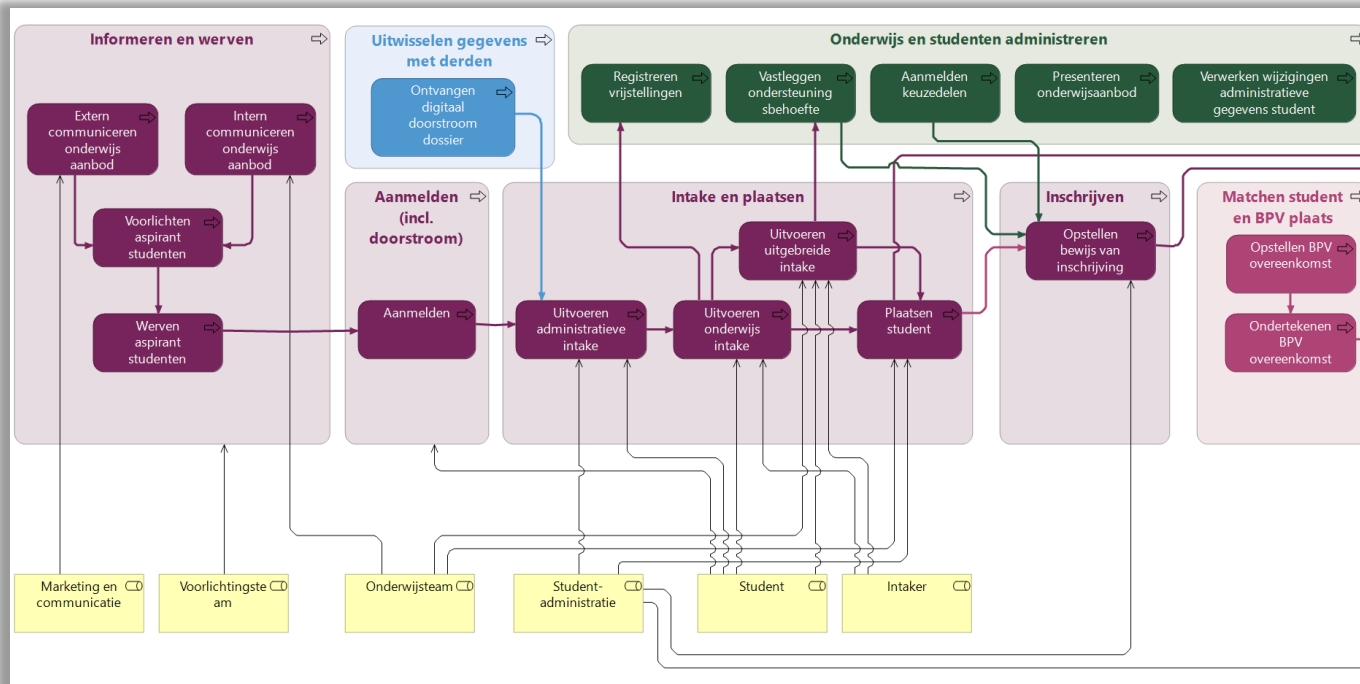 Informeren en werven
Extern
communiceren
onderwijs
aanbod
Intern
communiceren
onderwijs
aanbod
Voorlichten
aspirant
studenten
Werven
aspirant
studenten
Uitwisselen gegevens
met derden
Ontvangen
digitaal
doorstroom
dossier
Aanmelden
(incl.
doorstroom)
Aanmelden
Onderwijs en studenten administreren
Registreren
vrijstellingen
Vastleggen
ondersteuning
sbehoefte
Aanmelden
keuzedelen
Presenteren
onderwijsaanbod
Verwerken wijzigingen
administratieve
gegevens student
Intake en plaatsen
Uitvoeren
uitgebreide
intake
Uitvoeren
administratieve
intake
Uitvoeren
onderwijs
intake
Plaatsen
student
Inschrijven
Opstellen
bewijs van
inschrijving
Matchen student
en BPV plaats
Opstellen BPV
overeenkomst
Ondertekenen
BPV
overeenkomst
Marketing en
communicatie
Voorlichtingste
am
Onderwijsteam
Student-
administratie
Student
Intaker